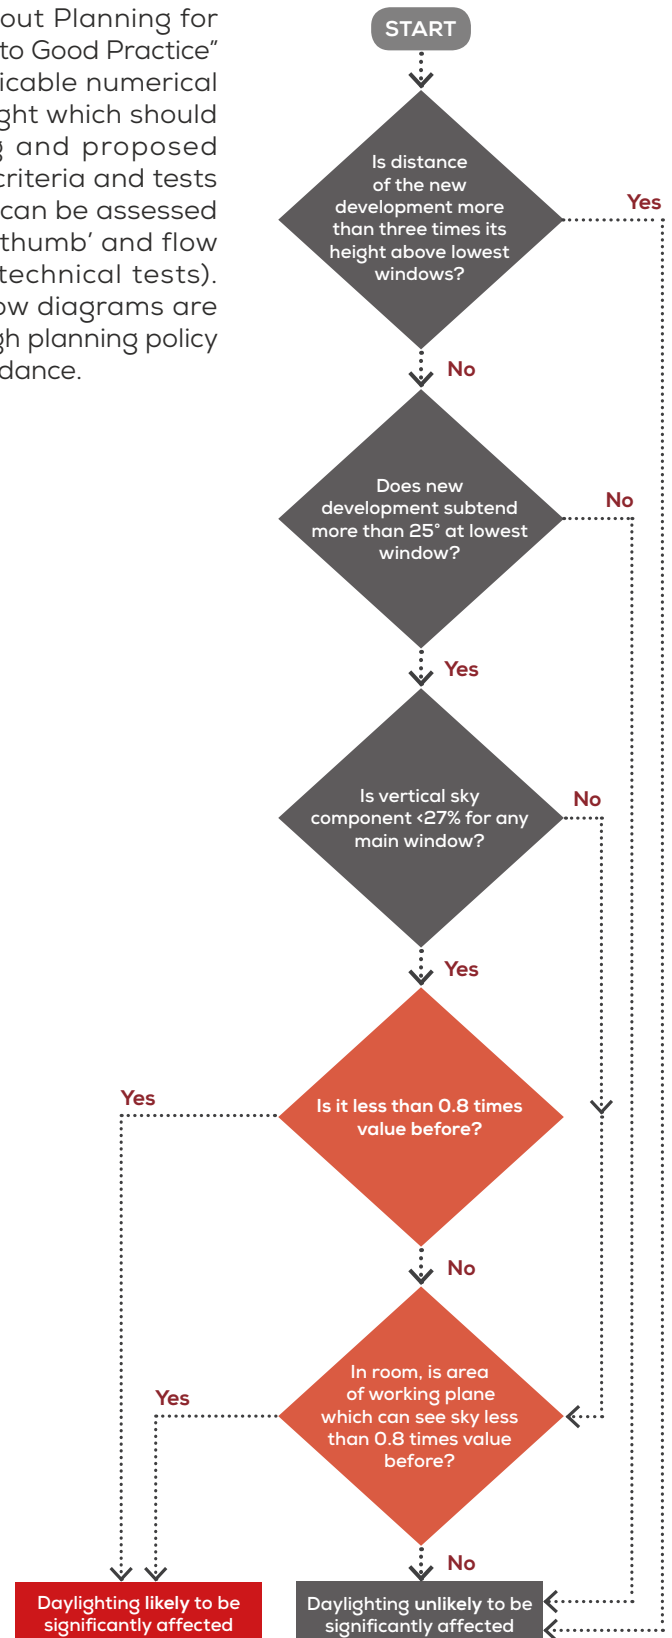 out Planning for
to Good Practice”
icable numerical
ght which should
g and proposed
criteria and tests
can be assessed
thumb’ and flow
technical tests).
ow diagrams are
gh planning policy
dance.
START
Is distance
of the new
development more
than three times its
height above lowest
windows?
Yes
No
Does new
development subtend
more than 25° at lowest
window?
No
Yes
Is vertical sky
component <27% for any
main window?
No
Yes
Is it less than 0.8 times
value before?
Yes
No
In room, is area
of working plane
which can see sky less
than 0.8 times value
before?
Yes
No
Daylighting likely to be
significantly affected
Daylighting unlikely to be
significantly affected